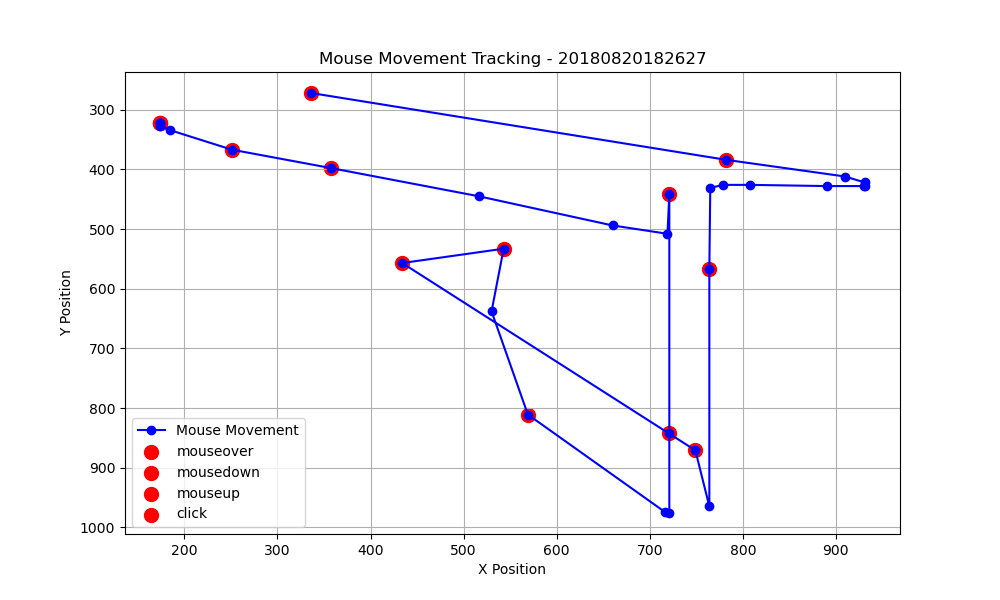 Mouse Movement Tracking - 20180820182627
300
400
500
600
700
800
900
1000
Y Position
Mouse Movement
mouseover
mousedown
mouseup
click
200 300 400 500 600 700 800 900
X Position